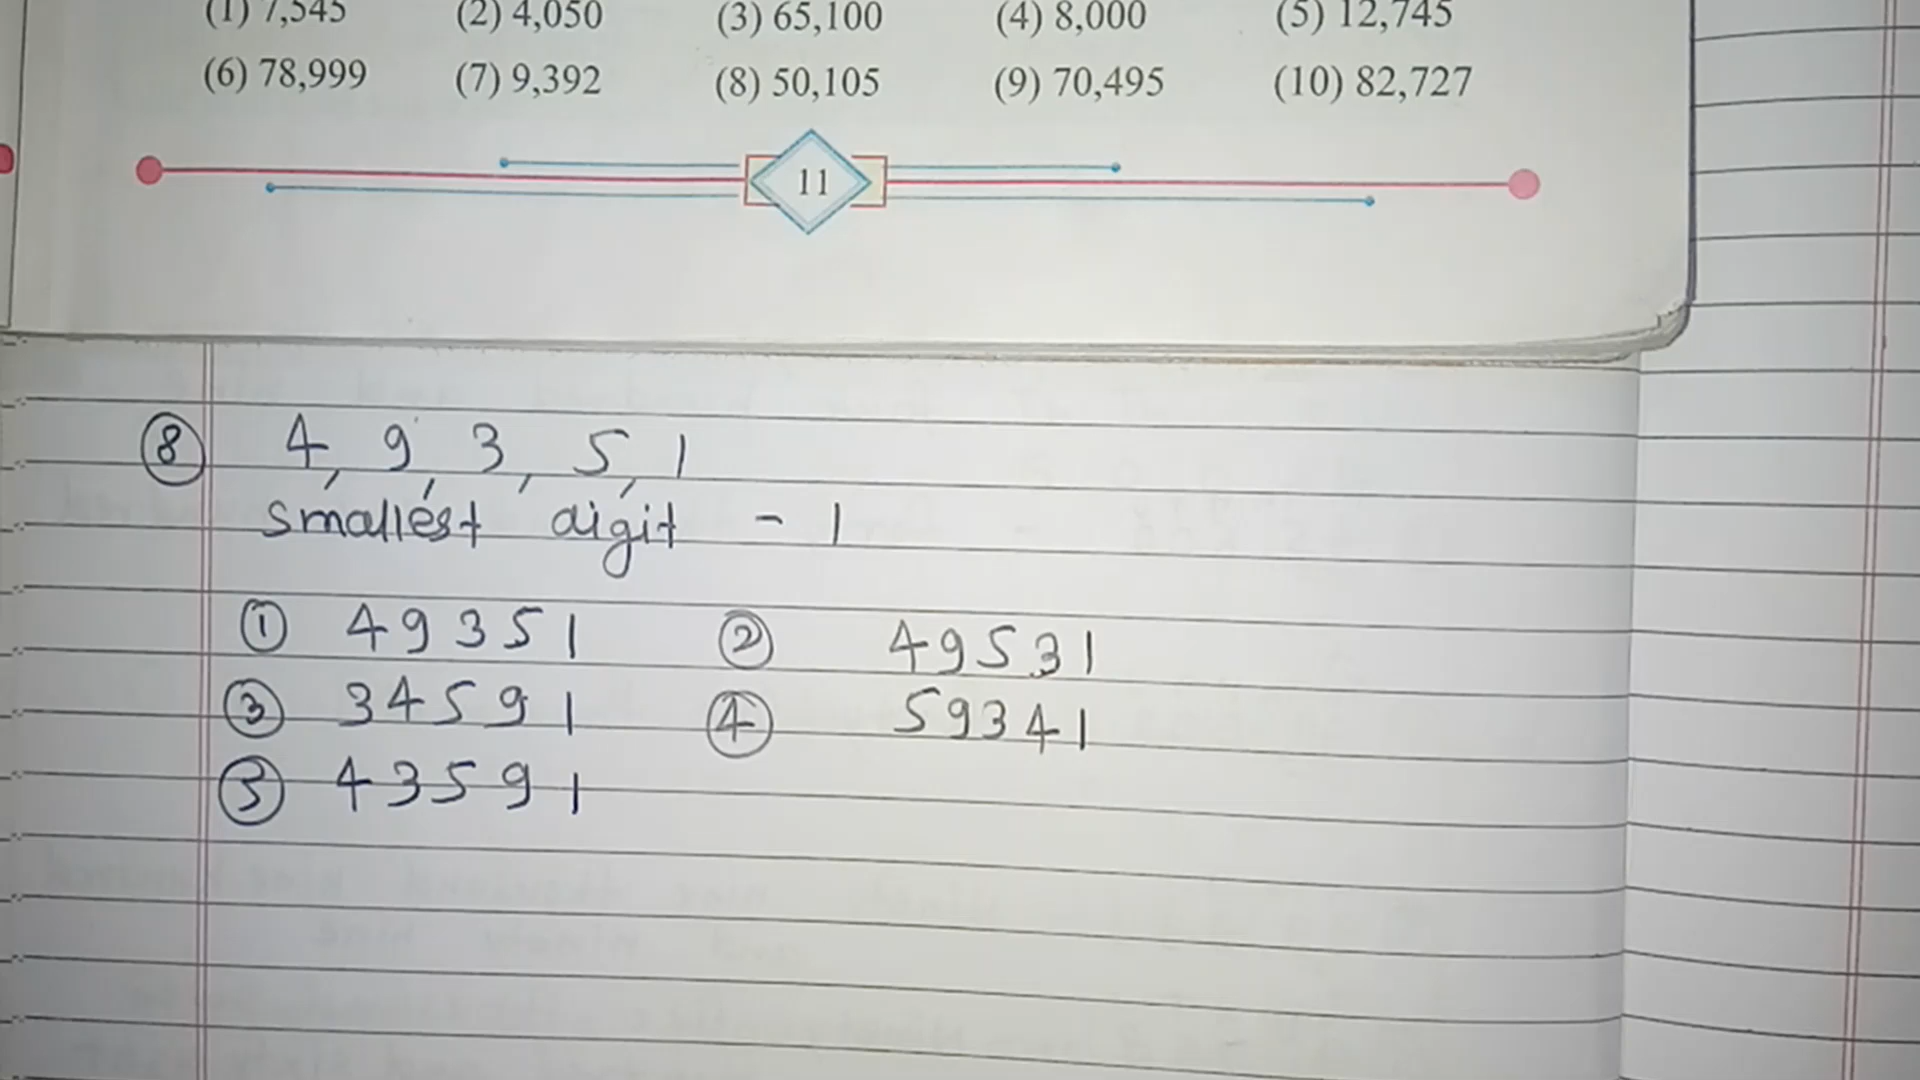 (1) 7,545 (2) 4,050 (3) 65,100 (4) 8,000 (5) 12,745
(6) 78,999 (7) 9,392 (8) 50,105 (9) 70,495 (10) 82,727
11
8 4, 9, 3, 5, 1
smallest digit - 1
1 49351 2 49531
3 34591 4 59341
5 43591